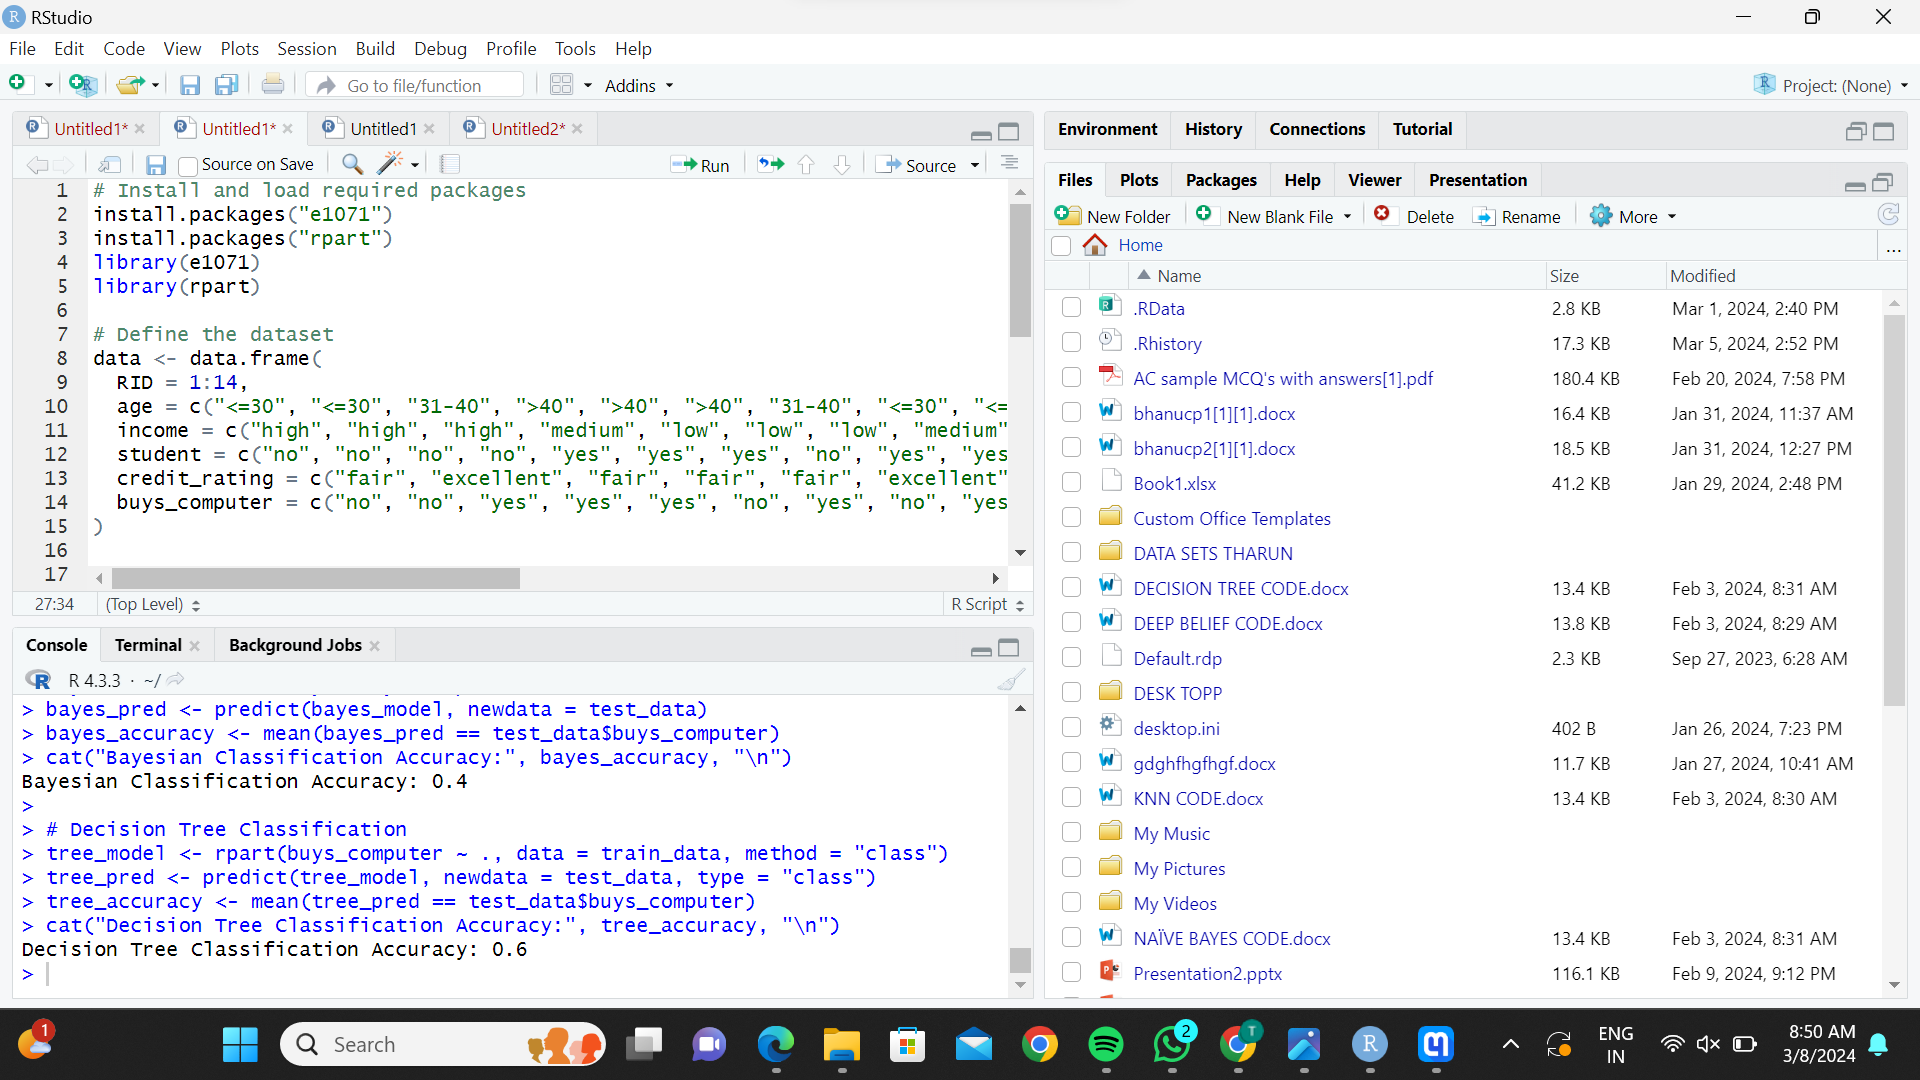 RStudio
File Edit Code View Plots Session Build Debug Profile Tools Help
Go to file/function Addins Project: (None)
Untitled1* Untitled1* Untitled1 Untitled2*
Source on Save Run Source
1 # Install and load required packages
2 install.packages("e1071")
3 install.packages("rpart")
4 library(e1071)
5 library(rpart)
6
7 # Define the dataset
8 data <- data.frame(
9 RID = 1:14,
10 age = c("<=30", "<=30", "31-40", ">40", ">40", ">40", "31-40", "<=30", "<=
11 income = c("high", "high", "high", "medium", "low", "low", "low", "medium"
12 student = c("no", "no", "no", "no", "yes", "yes", "yes", "no", "yes", "yes
13 credit_rating = c("fair", "excellent", "fair", "fair", "fair", "excellent"
14 buys_computer = c("no", "no", "yes", "yes", "yes", "no", "yes", "no", "yes
15 )
16
17
27:34 (Top Level) R Script
Console Terminal Background Jobs
R 4.3.3 · ~/
> bayes_pred <- predict(bayes_model, newdata = test_data)
> bayes_accuracy <- mean(bayes_pred == test_data$buys_computer)
> cat("Bayesian Classification Accuracy:", bayes_accuracy, "\n")
Bayesian Classification Accuracy: 0.4
>
> # Decision Tree Classification
> tree_model <- rpart(buys_computer ~ ., data = train_data, method = "class")
> tree_pred <- predict(tree_model, newdata = test_data, type = "class")
> tree_accuracy <- mean(tree_pred == test_data$buys_computer)
> cat("Decision Tree Classification Accuracy:", tree_accuracy, "\n")
Decision Tree Classification Accuracy: 0.6
>
Environment History Connections Tutorial
Files Plots Packages Help Viewer Presentation
New Folder New Blank File Delete Rename More
Home ...
Name Size Modified
.RData 2.8 KB Mar 1, 2024, 2:40 PM
.Rhistory 17.3 KB Mar 5, 2024, 2:52 PM
AC sample MCQ's with answers[1].pdf 180.4 KB Feb 20, 2024, 7:58 PM
bhanucp1[1][1].docx 16.4 KB Jan 31, 2024, 11:37 AM
bhanucp2[1][1].docx 18.5 KB Jan 31, 2024, 12:27 PM
Book1.xlsx 41.2 KB Jan 29, 2024, 2:48 PM
Custom Office Templates
DATA SETS THARUN
DECISION TREE CODE.docx 13.4 KB Feb 3, 2024, 8:31 AM
DEEP BELIEF CODE.docx 13.8 KB Feb 3, 2024, 8:29 AM
Default.rdp 2.3 KB Sep 27, 2023, 6:28 AM
DESK TOPP
desktop.ini 402 B Jan 26, 2024, 7:23 PM
gdghfhgfhgf.docx 11.7 KB Jan 27, 2024, 10:41 AM
KNN CODE.docx 13.4 KB Feb 3, 2024, 8:30 AM
My Music
My Pictures
My Videos
NAÏVE BAYES CODE.docx 13.4 KB Feb 3, 2024, 8:31 AM
Presentation2.pptx 116.1 KB Feb 9, 2024, 9:12 PM
1 Search 2 T R ENG 8:50 AM
IN 3/8/2024